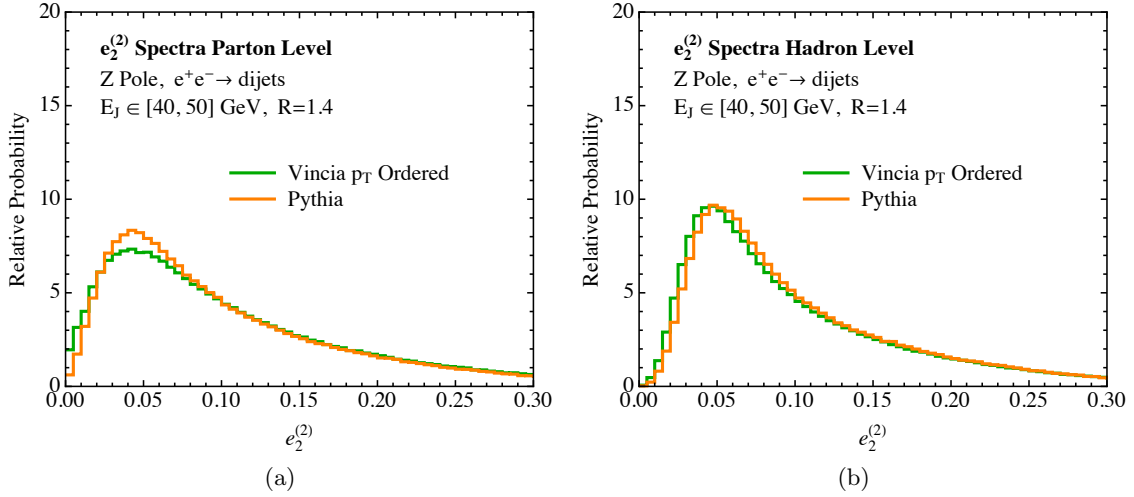 e₂⁽²⁾ Spectra Parton Level
Z Pole, e⁺e⁻→ dijets
E_J ∈ [40, 50] GeV, R=1.4
Vincia p_T Ordered
Pythia
Relative Probability
20
15
10
5
0
0.00 0.05 0.10 0.15 0.20 0.25 0.30
e₂⁽²⁾
(a)
e₂⁽²⁾ Spectra Hadron Level
Z Pole, e⁺e⁻→ dijets
E_J ∈ [40, 50] GeV, R=1.4
Vincia p_T Ordered
Pythia
Relative Probability
20
15
10
5
0
0.00 0.05 0.10 0.15 0.20 0.25 0.30
e₂⁽²⁾
(b)